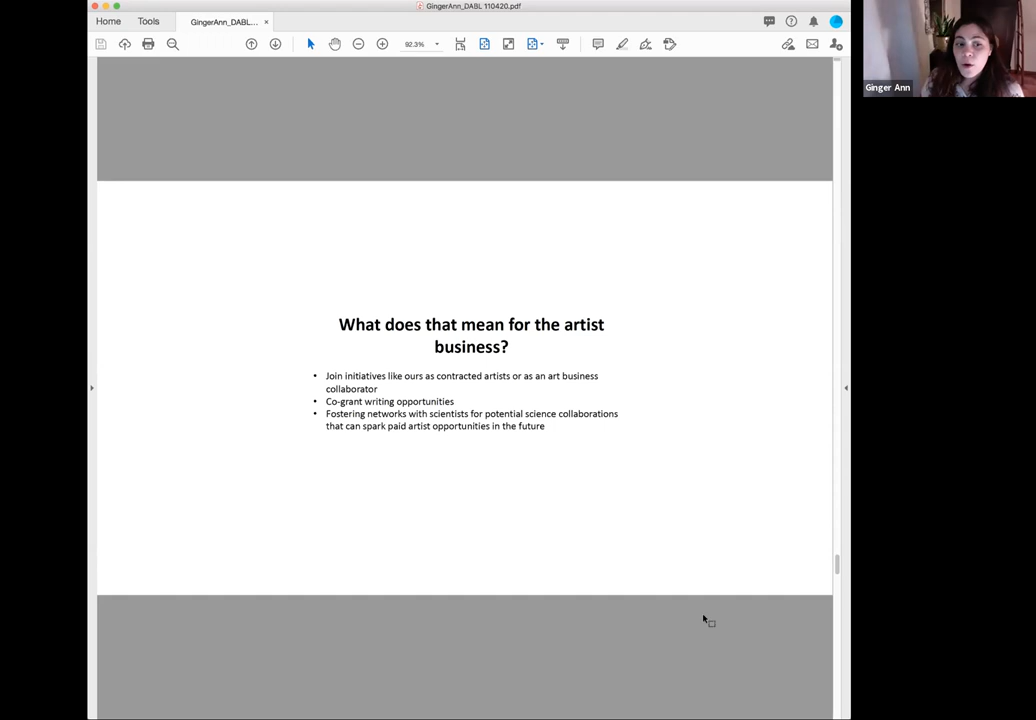 GingerAnn_DABL 110420.pdf
Home Tools GingerAnn_DABL... ×
92.3%
Ginger Ann
What does that mean for the artist
business?
• Join initiatives like ours as contracted artists or as an art business
collaborator
• Co-grant writing opportunities
• Fostering networks with scientists for potential science collaborations
that can spark paid artist opportunities in the future